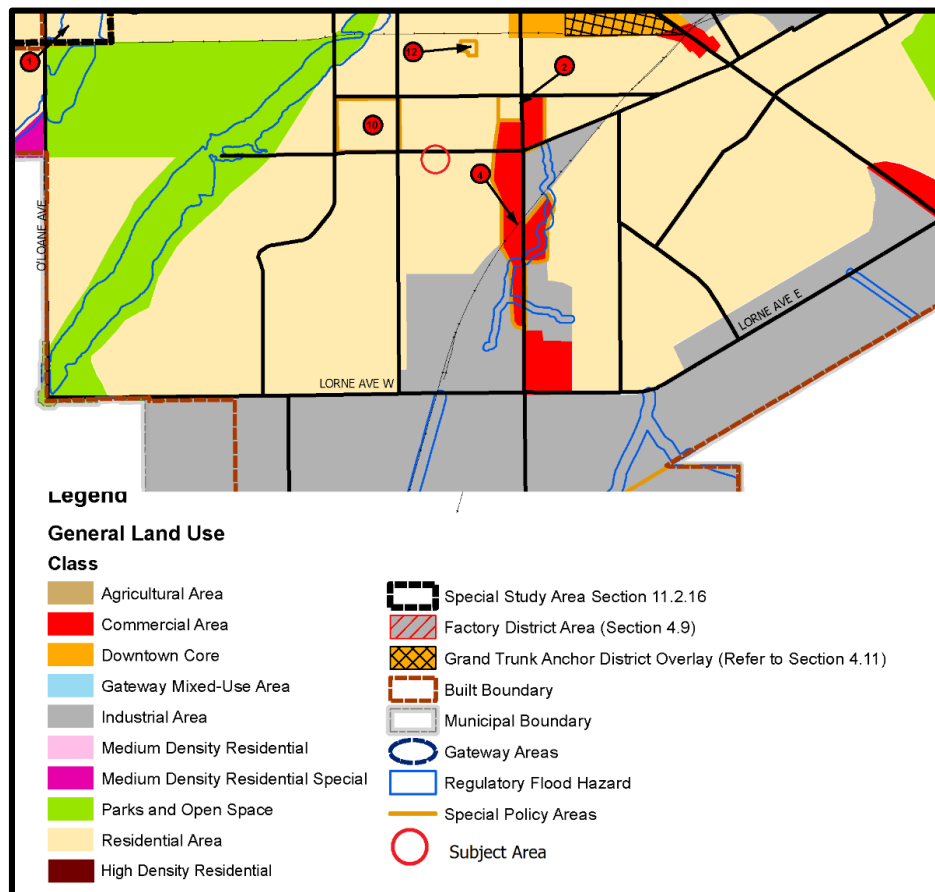 12
1
2
10
4
O'LOANE AVE
LORNE AVE E
LORNE AVE W
Legend
General Land Use
Class
Agricultural Area
Commercial Area
Downtown Core
Gateway Mixed-Use Area
Industrial Area
Medium Density Residential
Medium Density Residential Special
Parks and Open Space
Residential Area
High Density Residential
Special Study Area Section 11.2.16
Factory District Area (Section 4.9)
Grand Trunk Anchor District Overlay (Refer to Section 4.11)
Built Boundary
Municipal Boundary
Gateway Areas
Regulatory Flood Hazard
Special Policy Areas
Subject Area